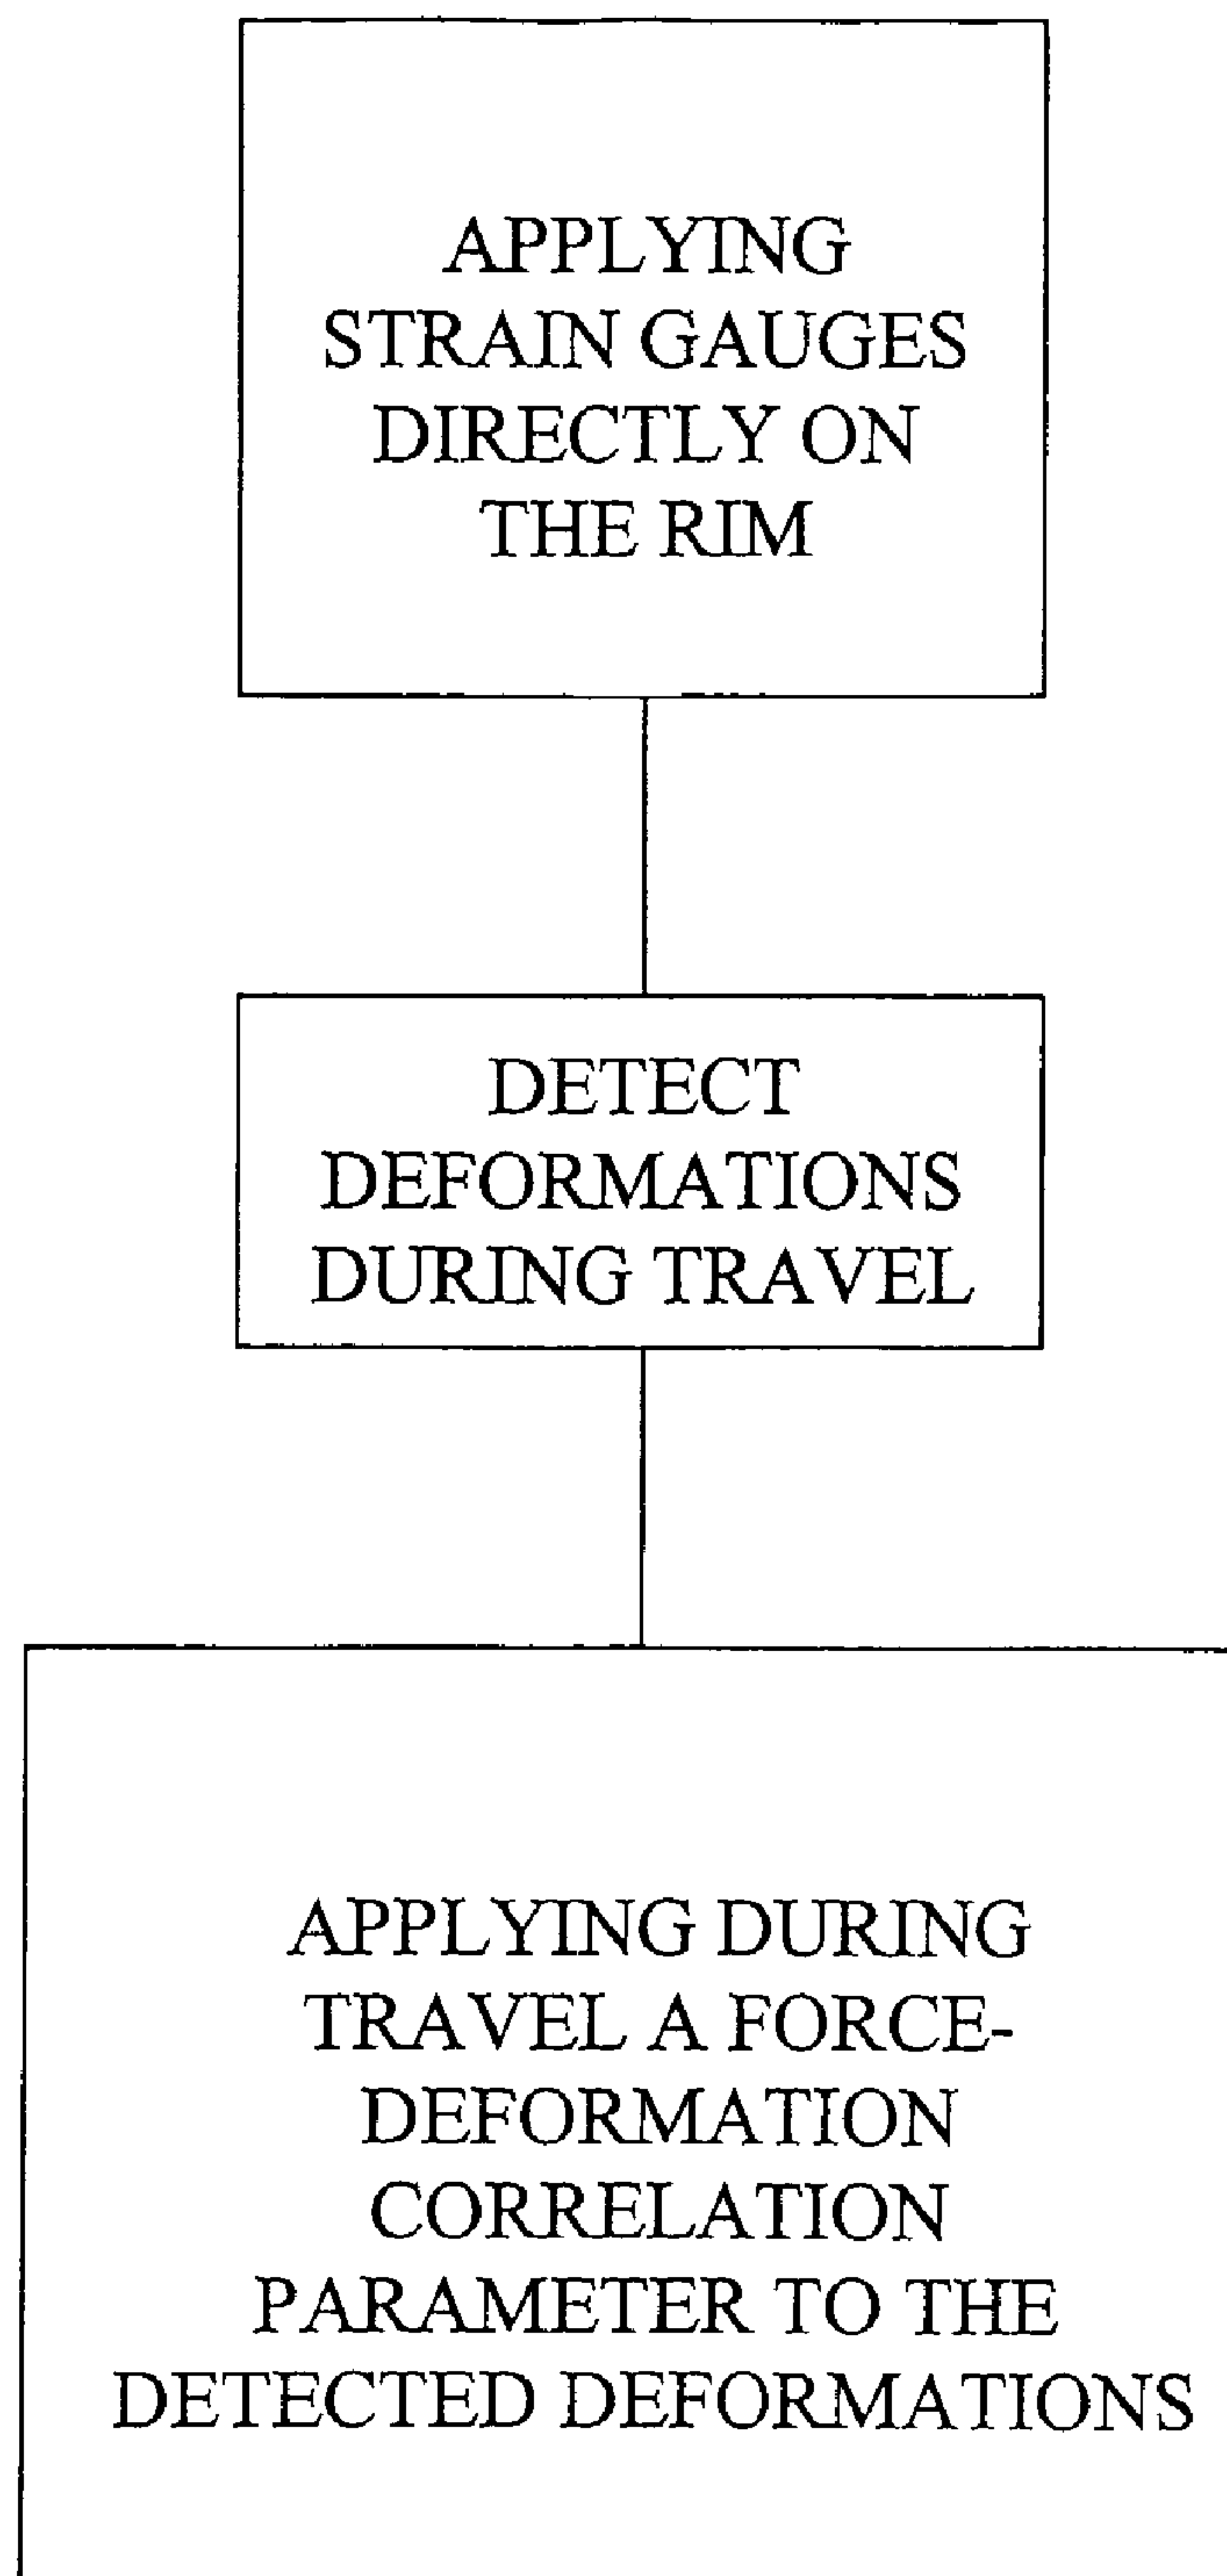 APPLYING
STRAIN GAUGES
DIRECTLY ON
THE RIM
DETECT
DEFORMATIONS
DURING TRAVEL
APPLYING DURING
TRAVEL A FORCE-
DEFORMATION
CORRELATION
PARAMETER TO THE
DETECTED DEFORMATIONS